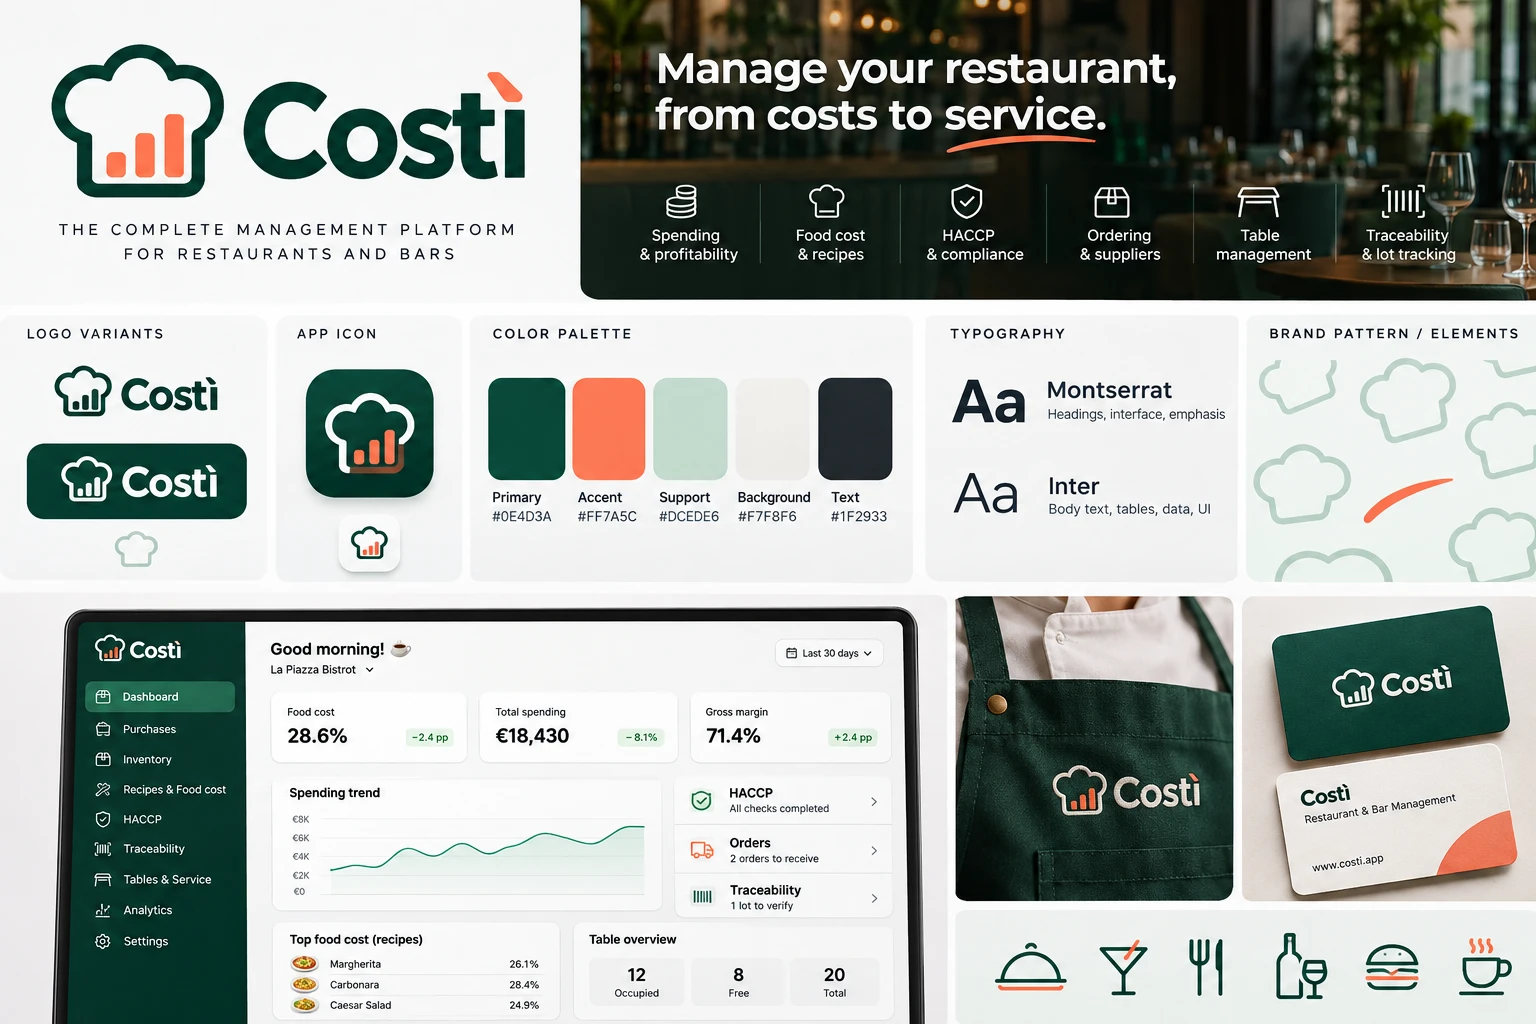 Costì
THE COMPLETE MANAGEMENT PLATFORM
FOR RESTAURANTS AND BARS
Manage your restaurant,
from costs to service.
Spending
& profitability
Food cost
& recipes
HACCP
& compliance
Ordering
& suppliers
Table
management
Traceability
& lot tracking
LOGO VARIANTS
Costì
Costì
APP ICON
COLOR PALETTE
Primary
#0E4D3A
Accent
#FF7A5C
Support
#DCEDE6
Background
#F7F8F6
Text
#1F2933
TYPOGRAPHY
Aa
Montserrat
Headings, interface, emphasis
Aa
Inter
Body text, tables, data, UI
BRAND PATTERN / ELEMENTS
Costì
Dashboard
Purchases
Inventory
Recipes & Food cost
HACCP
Traceability
Tables & Service
Analytics
Settings
Good morning!
La Piazza Bistrot
Last 30 days
Food cost
28.6%
−2.4 pp
Total spending
€18,430
− 8.1%
Gross margin
71.4%
+2.4 pp
Spending trend
€8K
€6K
€4K
€2K
€0
HACCP
All checks completed
Orders
2 orders to receive
Traceability
1 lot to verify
Top food cost (recipes)
Margherita 26.1%
Carbonara 28.4%
Caesar Salad 24.9%
Table overview
12
Occupied
8
Free
20
Total
Costì
Costì
Costì
Restaurant & Bar Management
www.costi.app